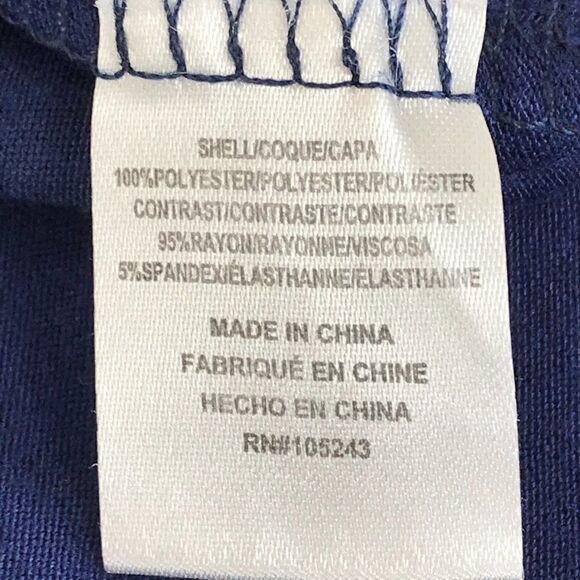 SHELL/COQUE/CAPA
100%POLYESTER/POLYESTER/POLIÉSTER
CONTRAST/CONTRASTE/CONTRASTE
95%RAYON/RAYONNE/VISCOSA
5%SPANDEX/ÉLASTHANNE/ELASTHANNE
MADE IN CHINA
FABRIQUÉ EN CHINE
HECHO EN CHINA
RN#105243